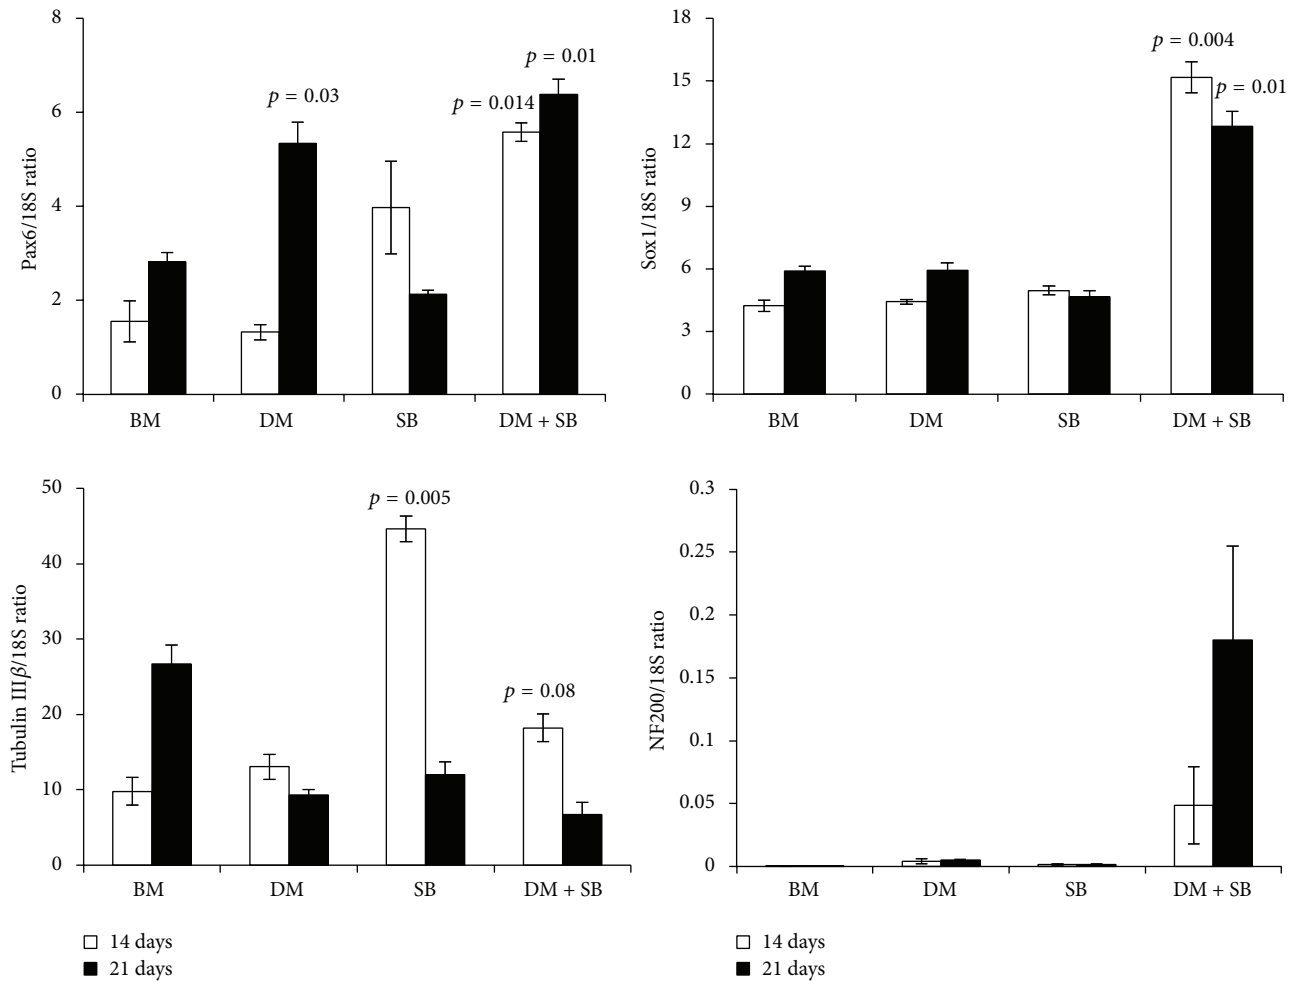 8
6
4
2
0
Pax6/18S ratio
p = 0.03
p = 0.014
p = 0.01
BM
DM
SB
DM + SB
18
15
12
9
6
3
0
Sox1/18S ratio
p = 0.004
p = 0.01
BM
DM
SB
DM + SB
50
40
30
20
10
0
Tubulin IIIβ/18S ratio
p = 0.005
p = 0.08
BM
DM
SB
DM + SB
14 days
21 days
0.3
0.25
0.2
0.15
0.1
0.05
0
NF200/18S ratio
BM
DM
SB
DM + SB
14 days
21 days